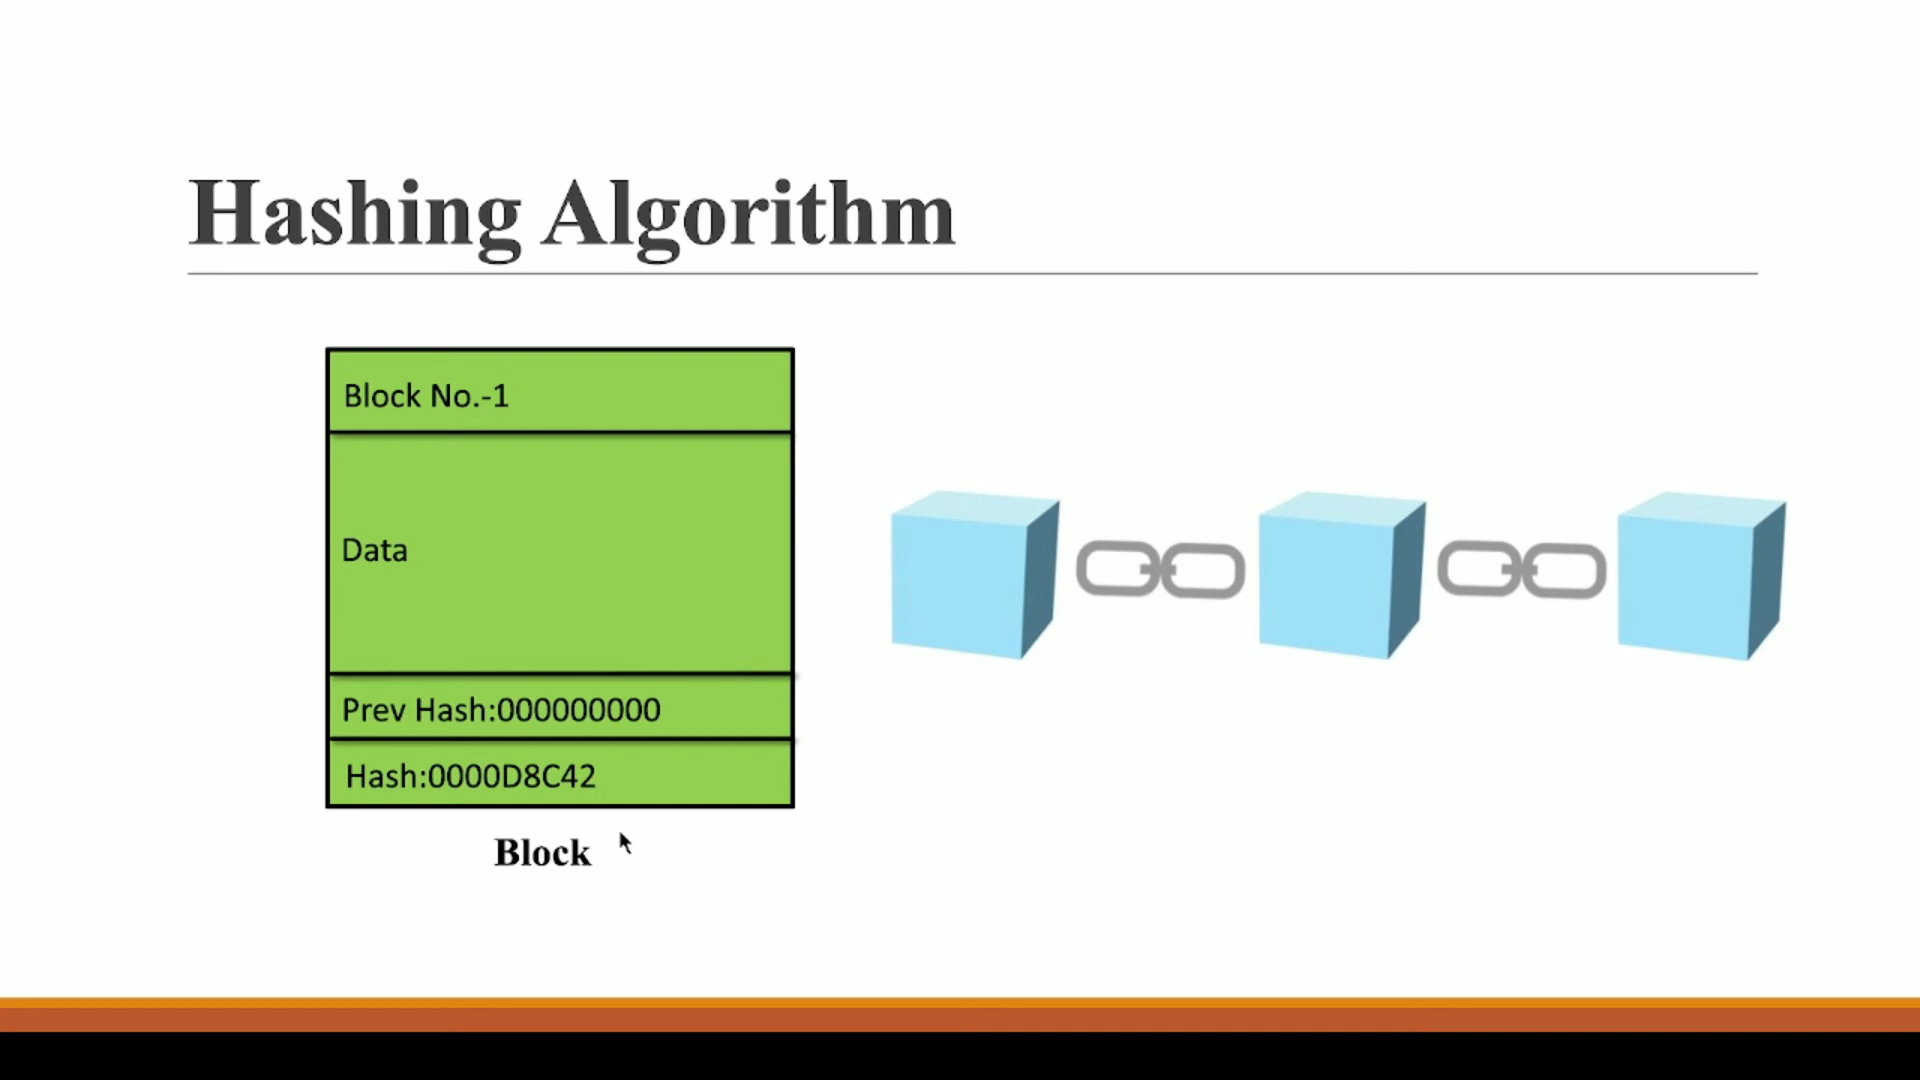 Hashing Algorithm
Block No.-1
Data
Prev Hash:000000000
Hash:0000D8C42
Block